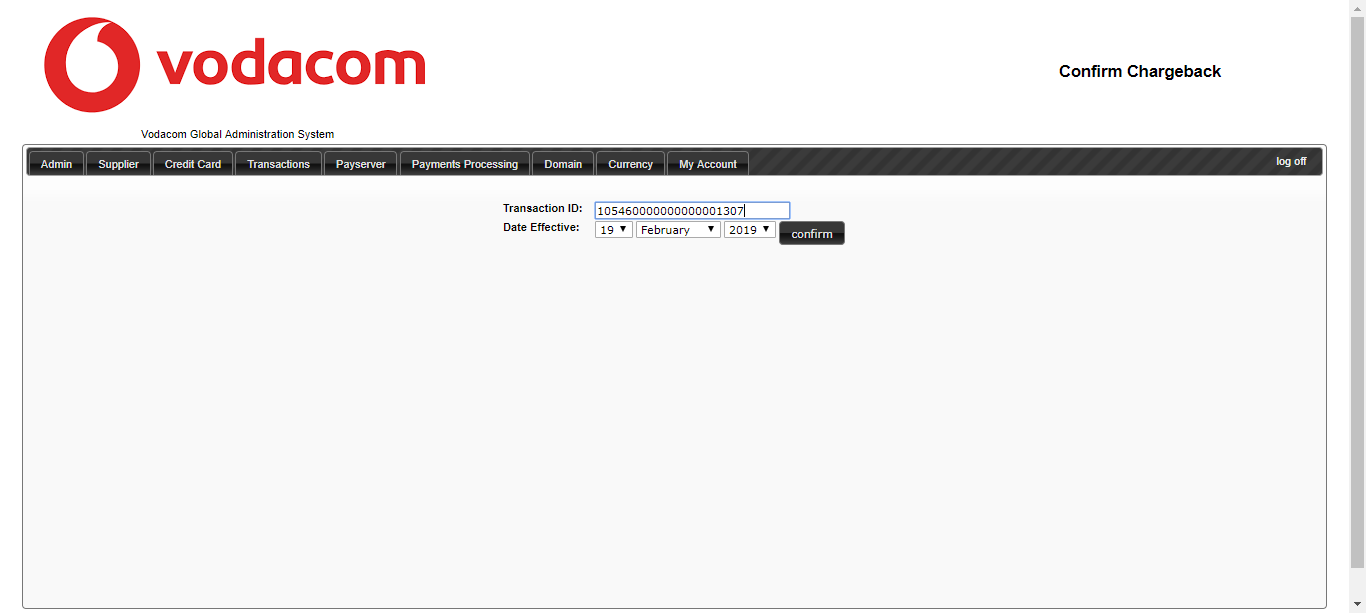 vodacom
Confirm Chargeback
Vodacom Global Administration System
Admin Supplier Credit Card Transactions Payserver Payments Processing Domain Currency My Account log off
Transaction ID: 105460000000000001307
Date Effective: 19 February 2019 confirm